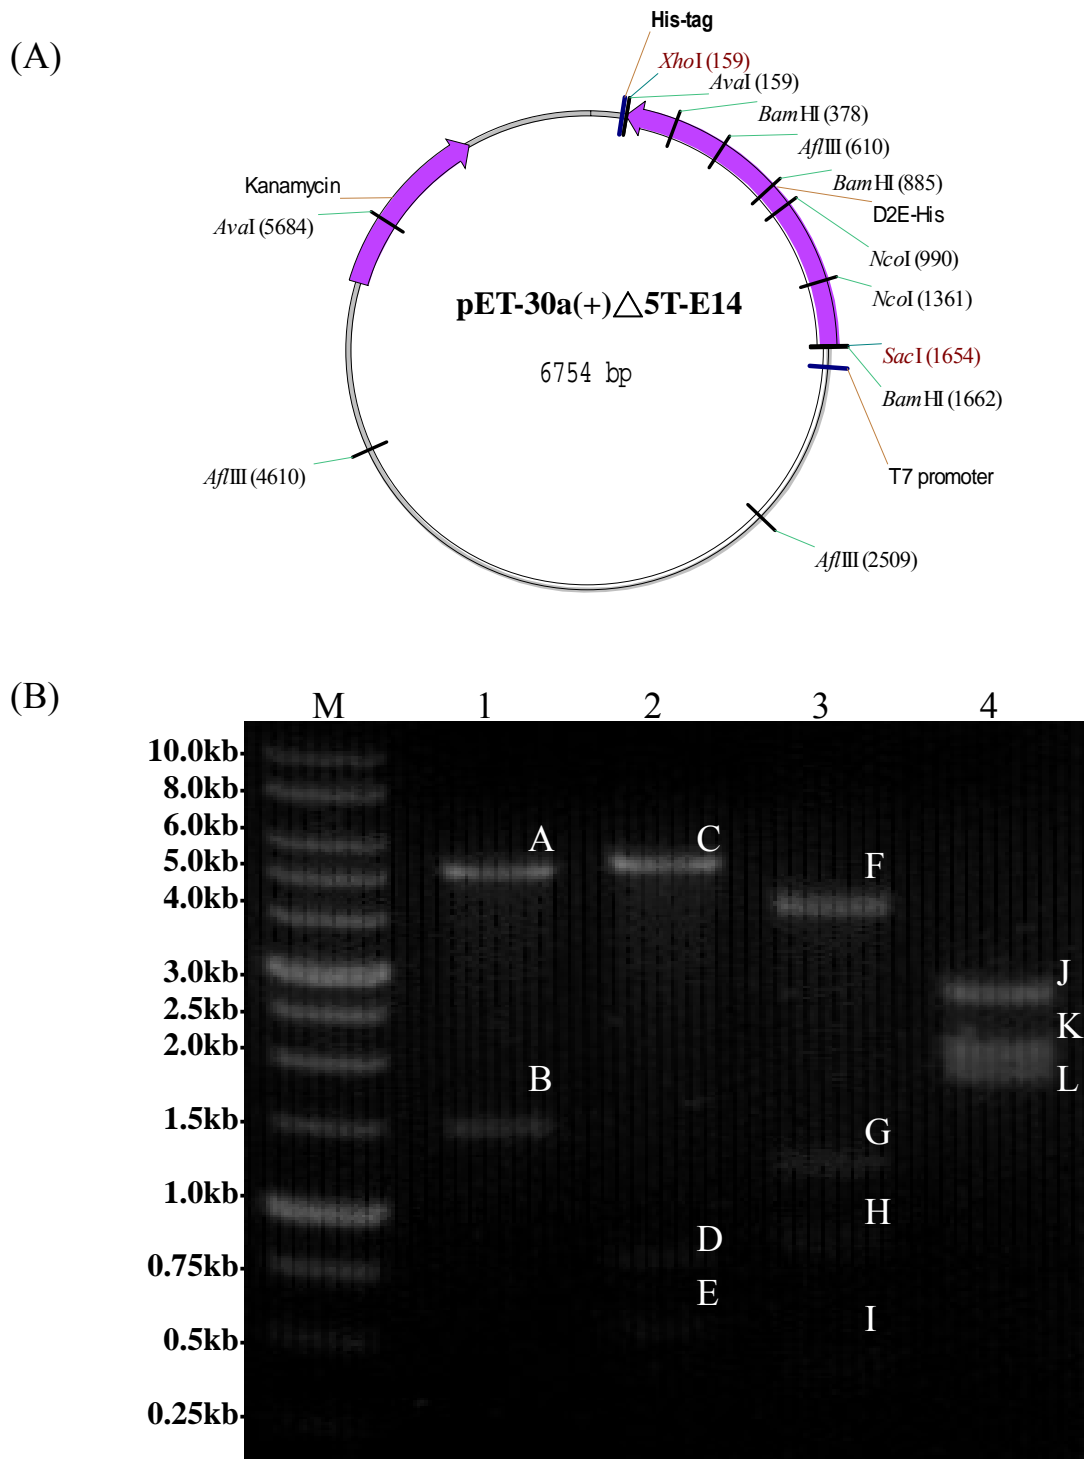 (A)
His-tag
XhoI (159)
AvaI (159)
BamHI (378)
AflIII (610)
BamHI (885)
D2E-His
NcoI (990)
NcoI (1361)
SacI (1654)
BamHI (1662)
T7 promoter
AflIII (2509)
AflIII (4610)
AvaI (5684)
Kanamycin
pET-30a(+)△5T-E14
6754 bp
(B)
M 1 2 3 4
10.0kb
8.0kb
6.0kb
5.0kb
4.0kb
3.0kb
2.5kb
2.0kb
1.5kb
1.0kb
0.75kb
0.5kb
0.25kb
A
B
C
D
E
F
G
H
I
J
K
L